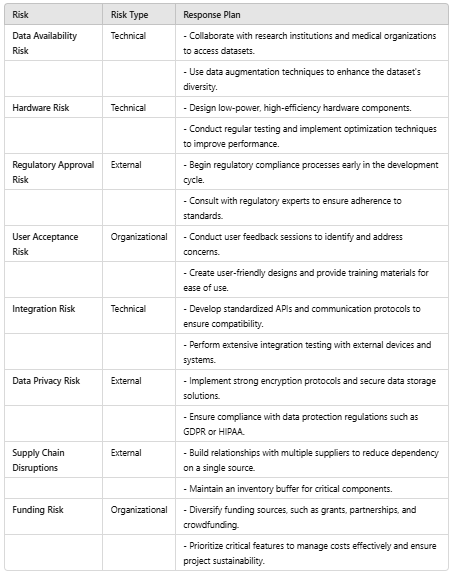 Risk Risk Type Response Plan
Data Availability Technical - Collaborate with research institutions and medical organizations
Risk to access datasets.
- Use data augmentation techniques to enhance the dataset's
diversity.
Hardware Risk Technical - Design low-power, high-efficiency hardware components.
- Conduct regular testing and implement optimization techniques
to improve performance.
Regulatory Approval External - Begin regulatory compliance processes early in the development
Risk cycle.
- Consult with regulatory experts to ensure adherence to
standards.
User Acceptance Organizational - Conduct user feedback sessions to identify and address
Risk concerns.
- Create user-friendly designs and provide training materials for
ease of use.
Integration Risk Technical - Develop standardized APIs and communication protocols to
ensure compatibility.
- Perform extensive integration testing with external devices and
systems.
Data Privacy Risk External - Implement strong encryption protocols and secure data storage
solutions.
- Ensure compliance with data protection regulations such as
GDPR or HIPAA.
Supply Chain External - Build relationships with multiple suppliers to reduce dependency
Disruptions on a single source.
- Maintain an inventory buffer for critical components.
Funding Risk Organizational - Diversify funding sources, such as grants, partnerships, and
crowdfunding.
- Prioritize critical features to manage costs effectively and ensure
project sustainability.